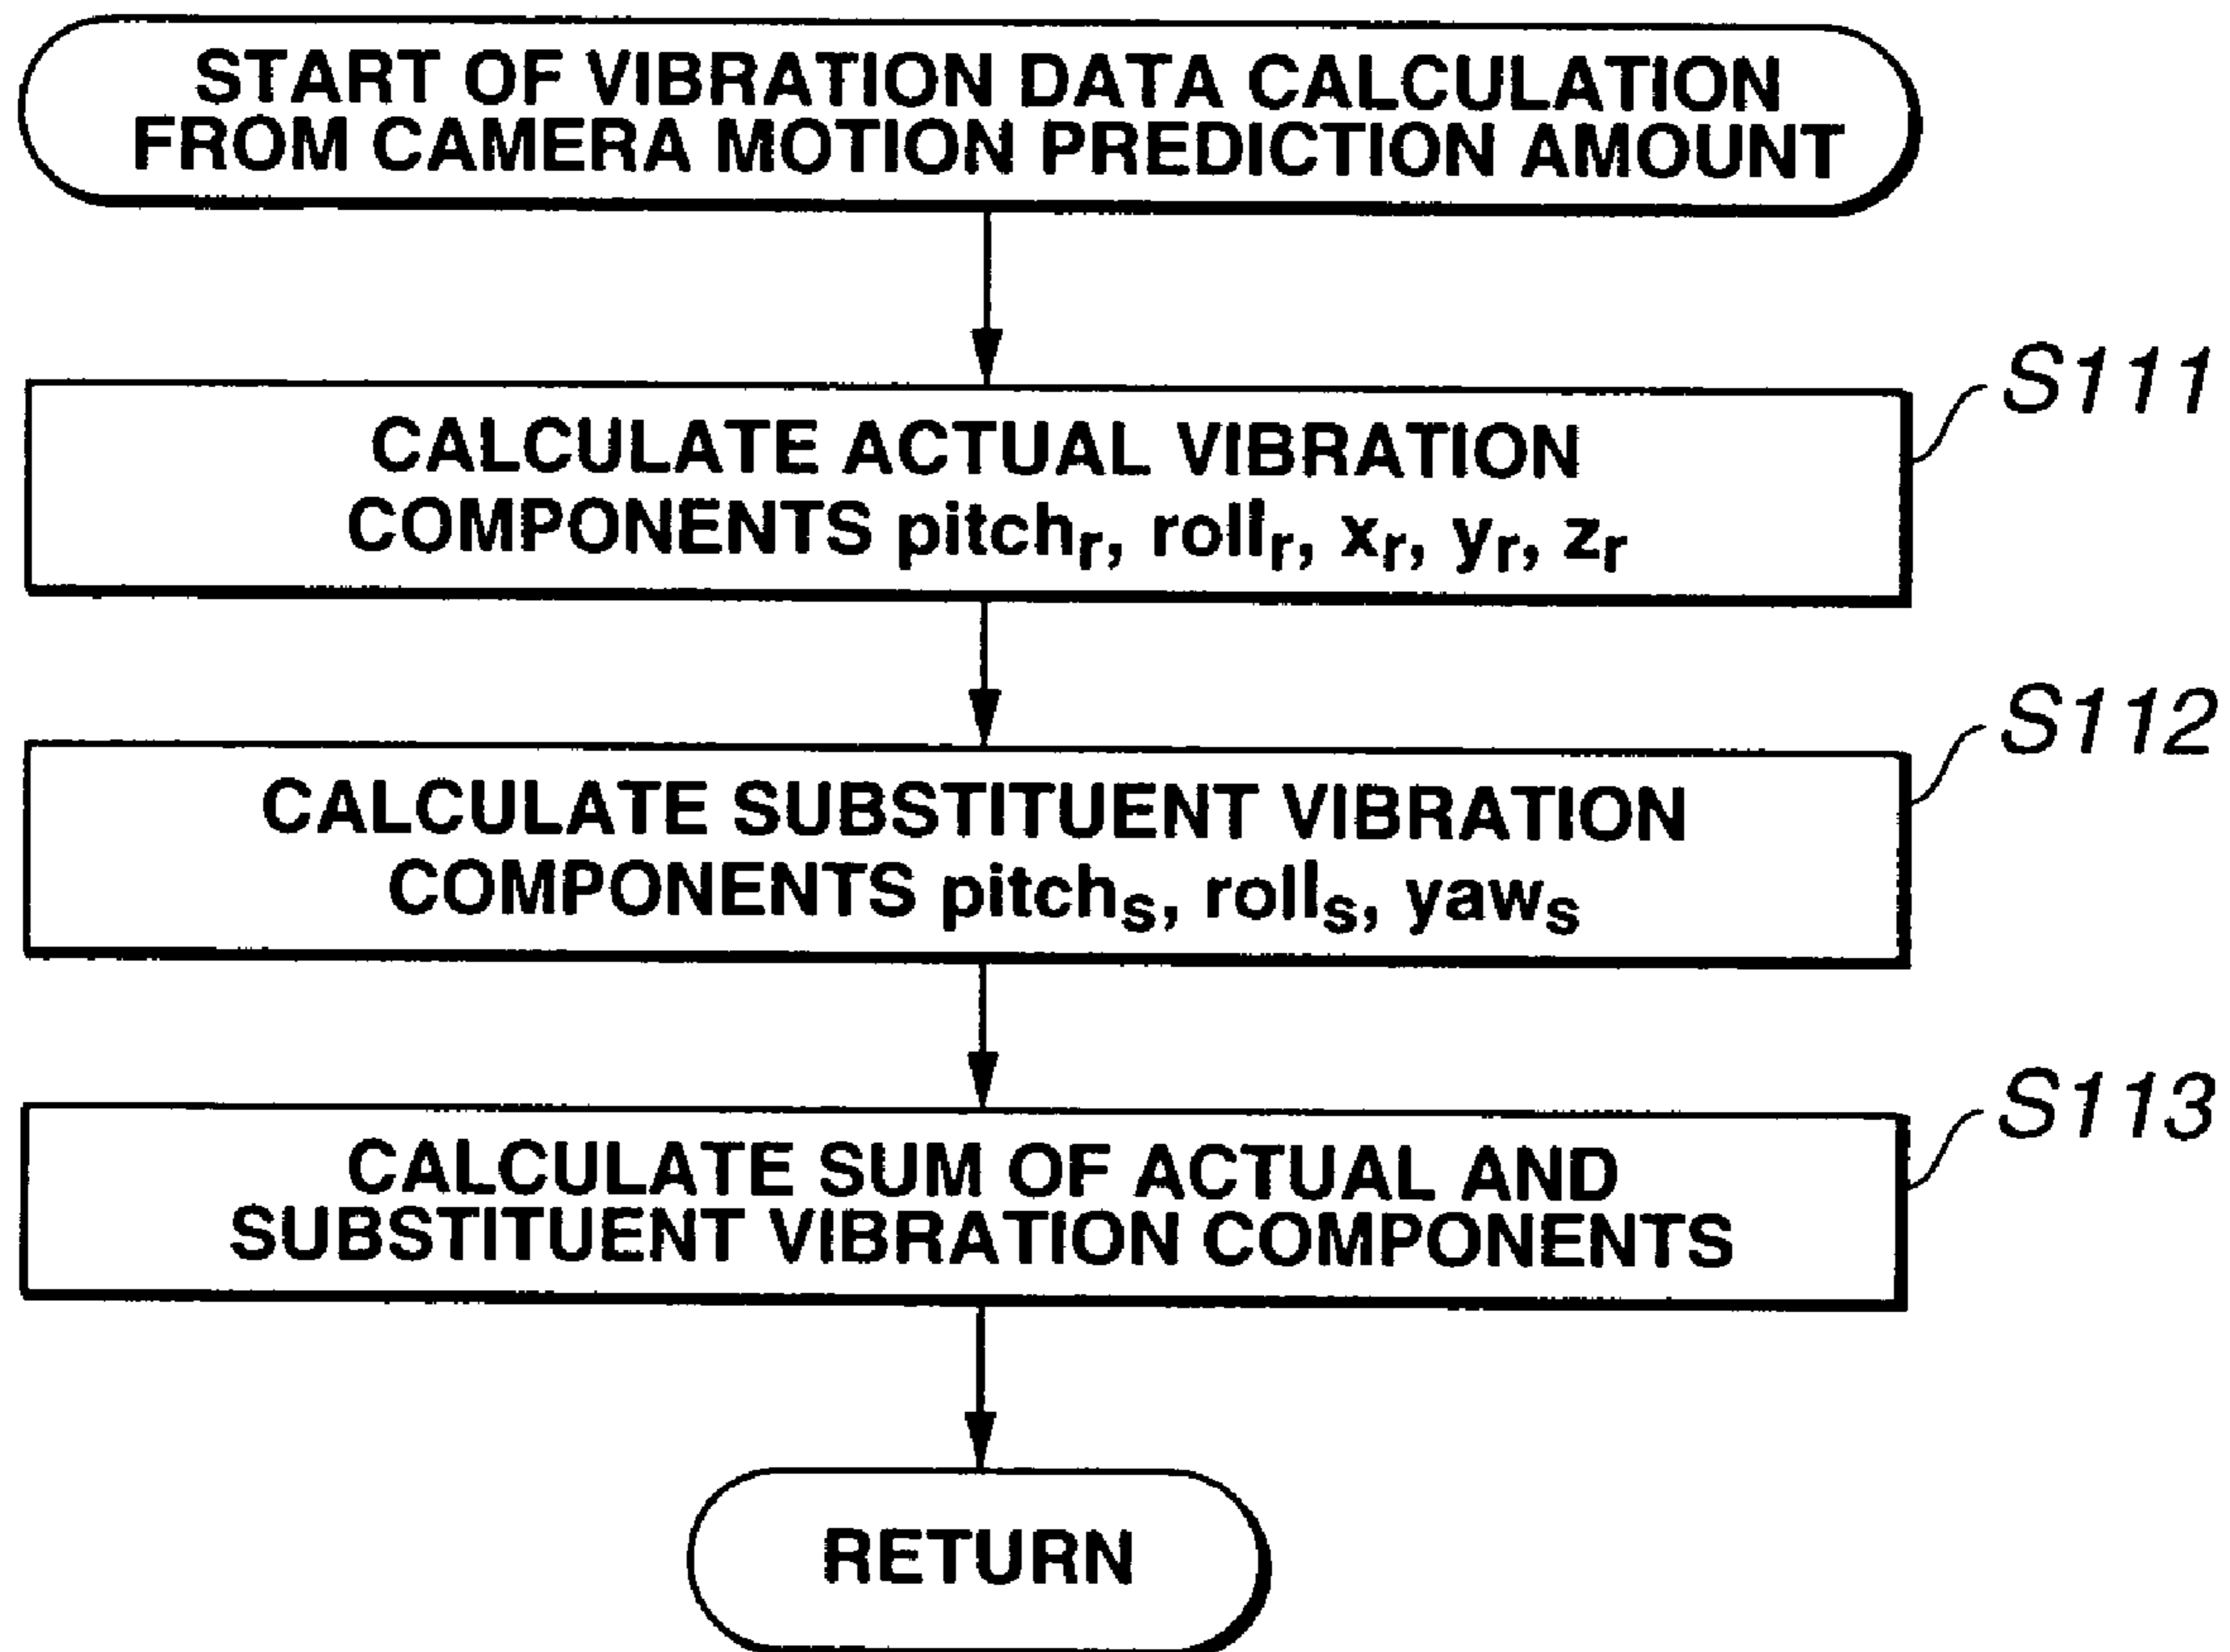 START OF VIBRATION DATA CALCULATION
FROM CAMERA MOTION PREDICTION AMOUNT
S111
CALCULATE ACTUAL VIBRATION
COMPONENTS pitchr, rollr, xr, yr, zr
S112
CALCULATE SUBSTITUENT VIBRATION
COMPONENTS pitchs, rolls, yaws
S113
CALCULATE SUM OF ACTUAL AND
SUBSTITUENT VIBRATION COMPONENTS
RETURN